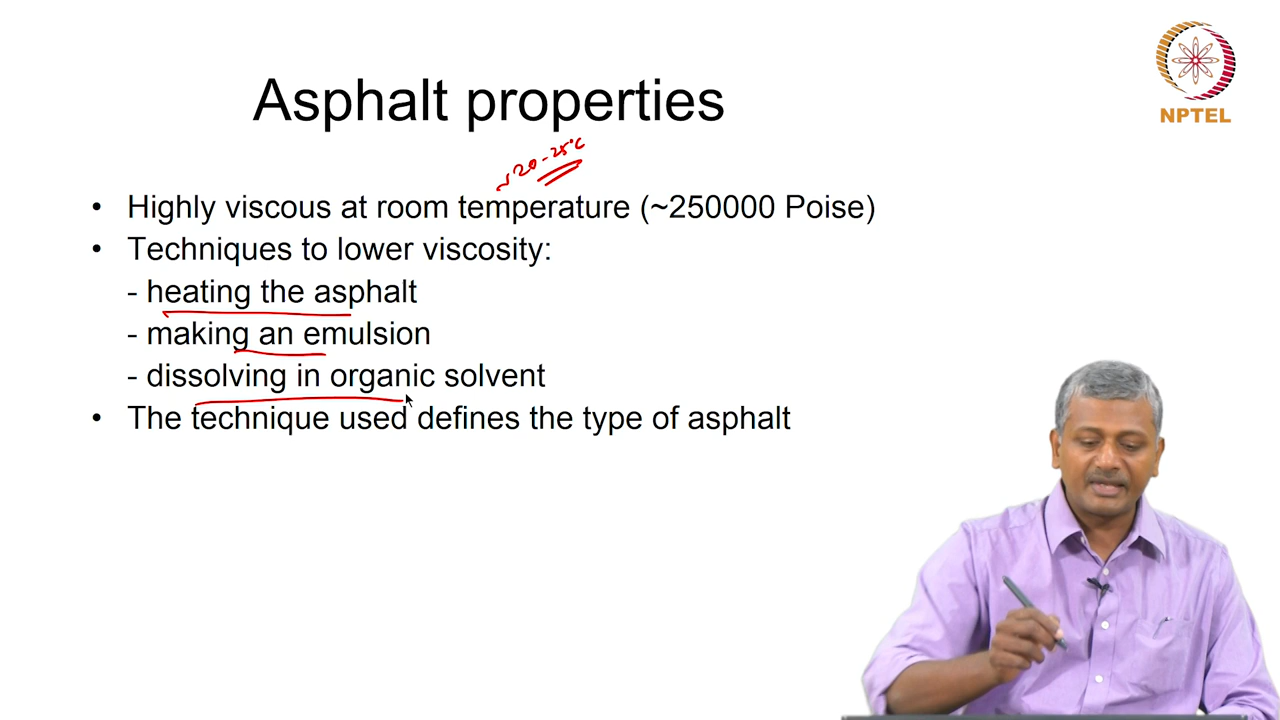 Asphalt properties
NPTEL
~ 20-25°C
• Highly viscous at room temperature (~250000 Poise)
• Techniques to lower viscosity:
- heating the asphalt
- making an emulsion
- dissolving in organic solvent
• The technique used defines the type of asphalt